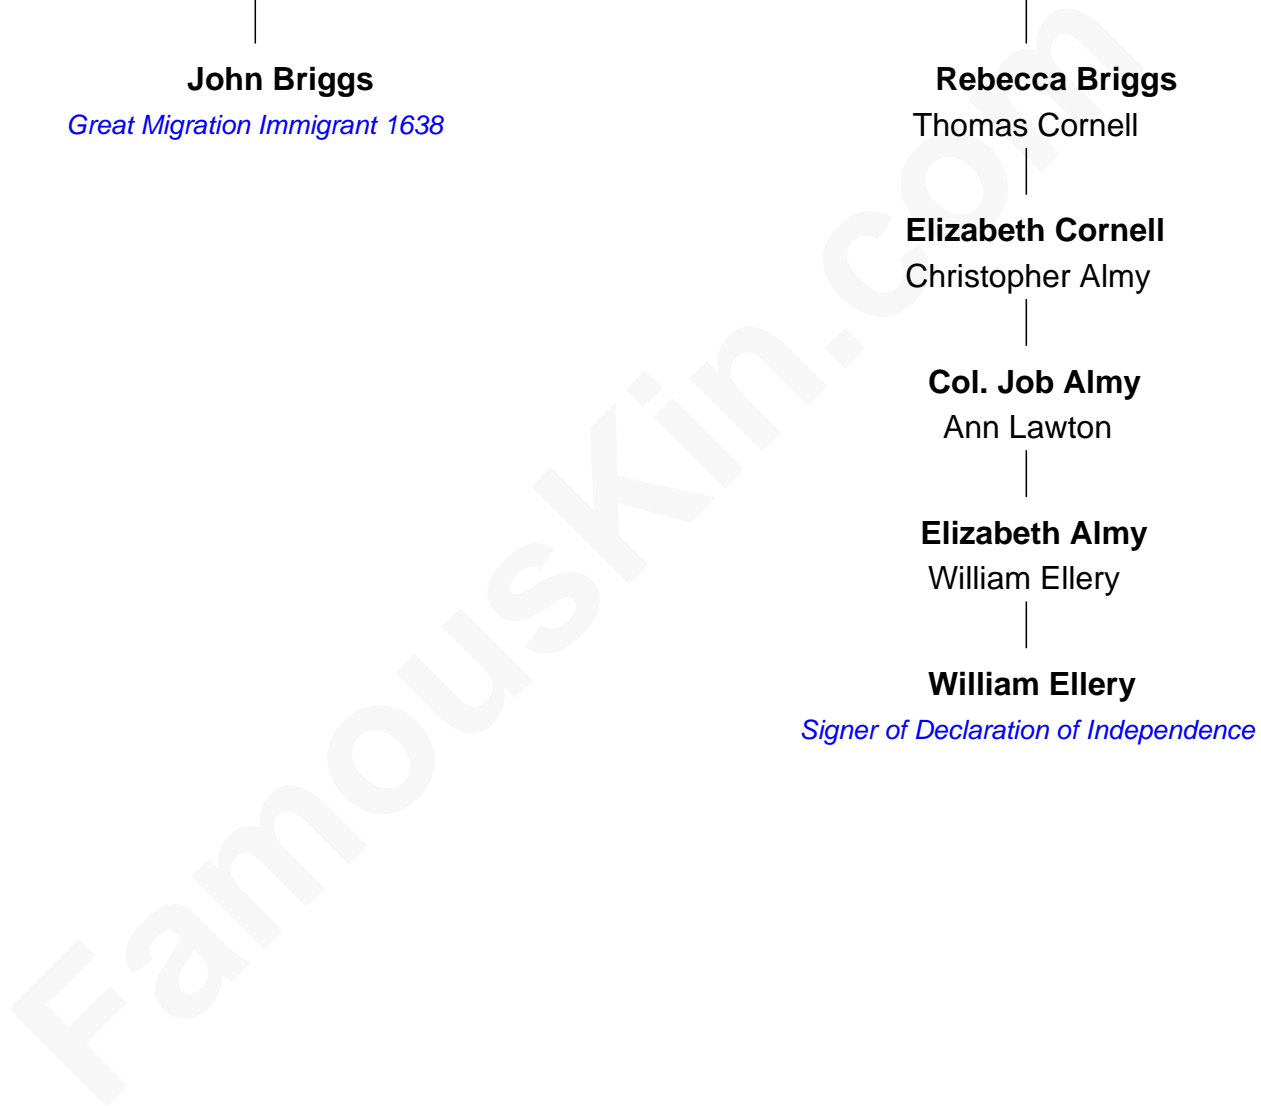 John Briggs
Great Migration Immigrant 1638
Rebecca Briggs
Thomas Cornell
Elizabeth Cornell
Christopher Almy
Col. Job Almy
Ann Lawton
Elizabeth Almy
William Ellery
William Ellery
Signer of Declaration of Independence
FamousKin.com